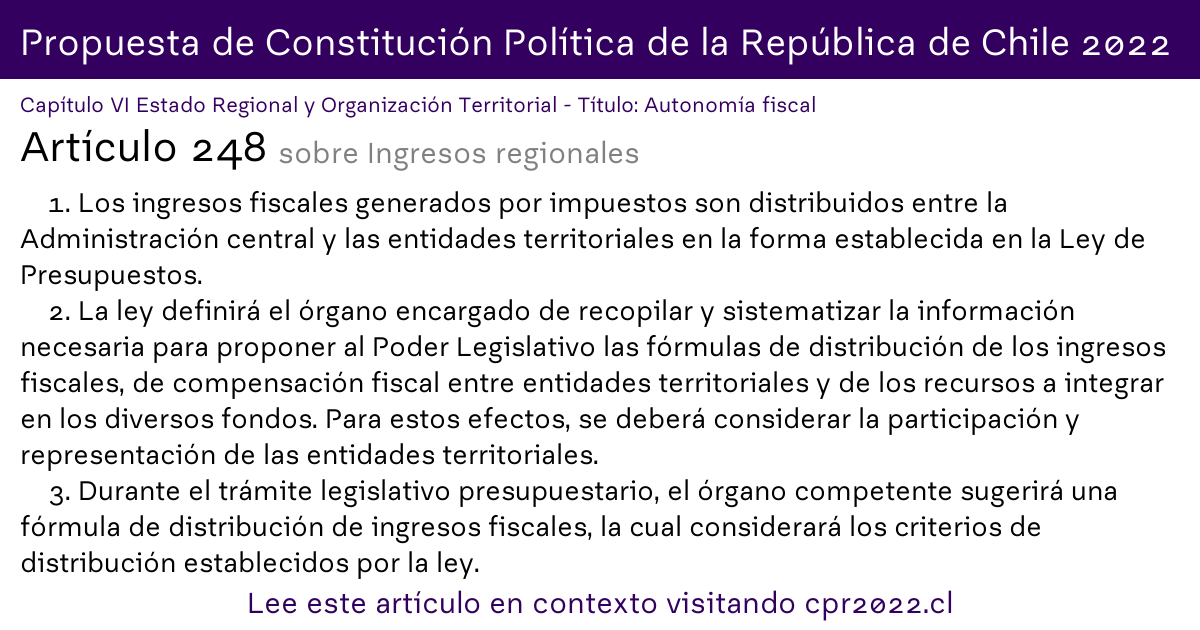 Propuesta de Constitución Política de la República de Chile 2022
Capítulo VI Estado Regional y Organización Territorial - Título: Autonomía fiscal
Artículo 248 sobre Ingresos regionales
1. Los ingresos fiscales generados por impuestos son distribuidos entre la
Administración central y las entidades territoriales en la forma establecida en la Ley de
Presupuestos.
2. La ley definirá el órgano encargado de recopilar y sistematizar la información
necesaria para proponer al Poder Legislativo las fórmulas de distribución de los ingresos
fiscales, de compensación fiscal entre entidades territoriales y de los recursos a integrar
en los diversos fondos. Para estos efectos, se deberá considerar la participación y
representación de las entidades territoriales.
3. Durante el trámite legislativo presupuestario, el órgano competente sugerirá una
fórmula de distribución de ingresos fiscales, la cual considerará los criterios de
distribución establecidos por la ley.
Lee este artículo en contexto visitando cpr2022.cl